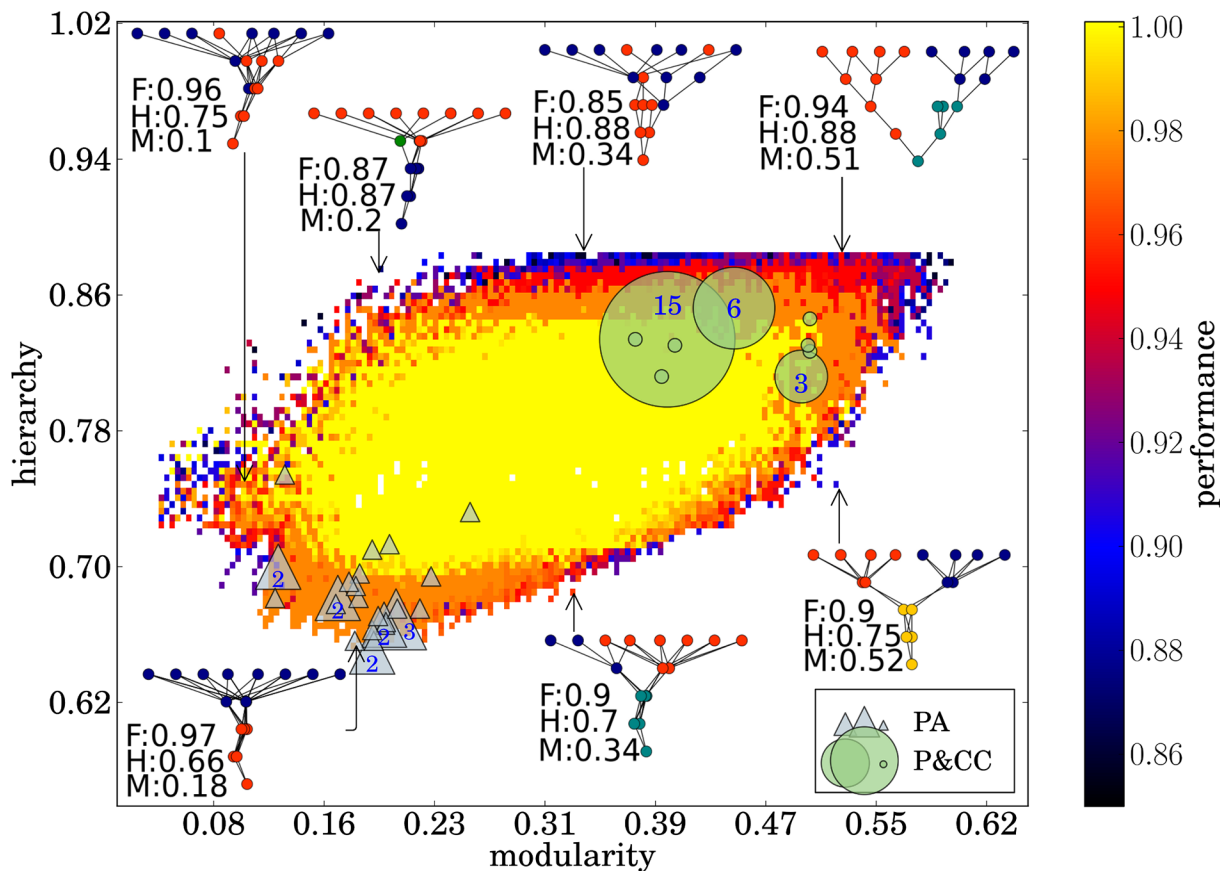 1.02
0.94
0.86
0.78
0.70
0.62
hierarchy
F:0.96
H:0.75
M:0.1
F:0.87
H:0.87
M:0.2
F:0.85
H:0.88
M:0.34
F:0.94
H:0.88
M:0.51
15
6
3
2
2
2
3
2
F:0.97
H:0.66
M:0.18
F:0.9
H:0.7
M:0.34
F:0.9
H:0.75
M:0.52
PA
P&CC
0.08 0.16 0.23 0.31 0.39 0.47 0.55 0.62
modularity
1.00
0.98
0.96
0.94
0.92
0.90
0.88
0.86
performance